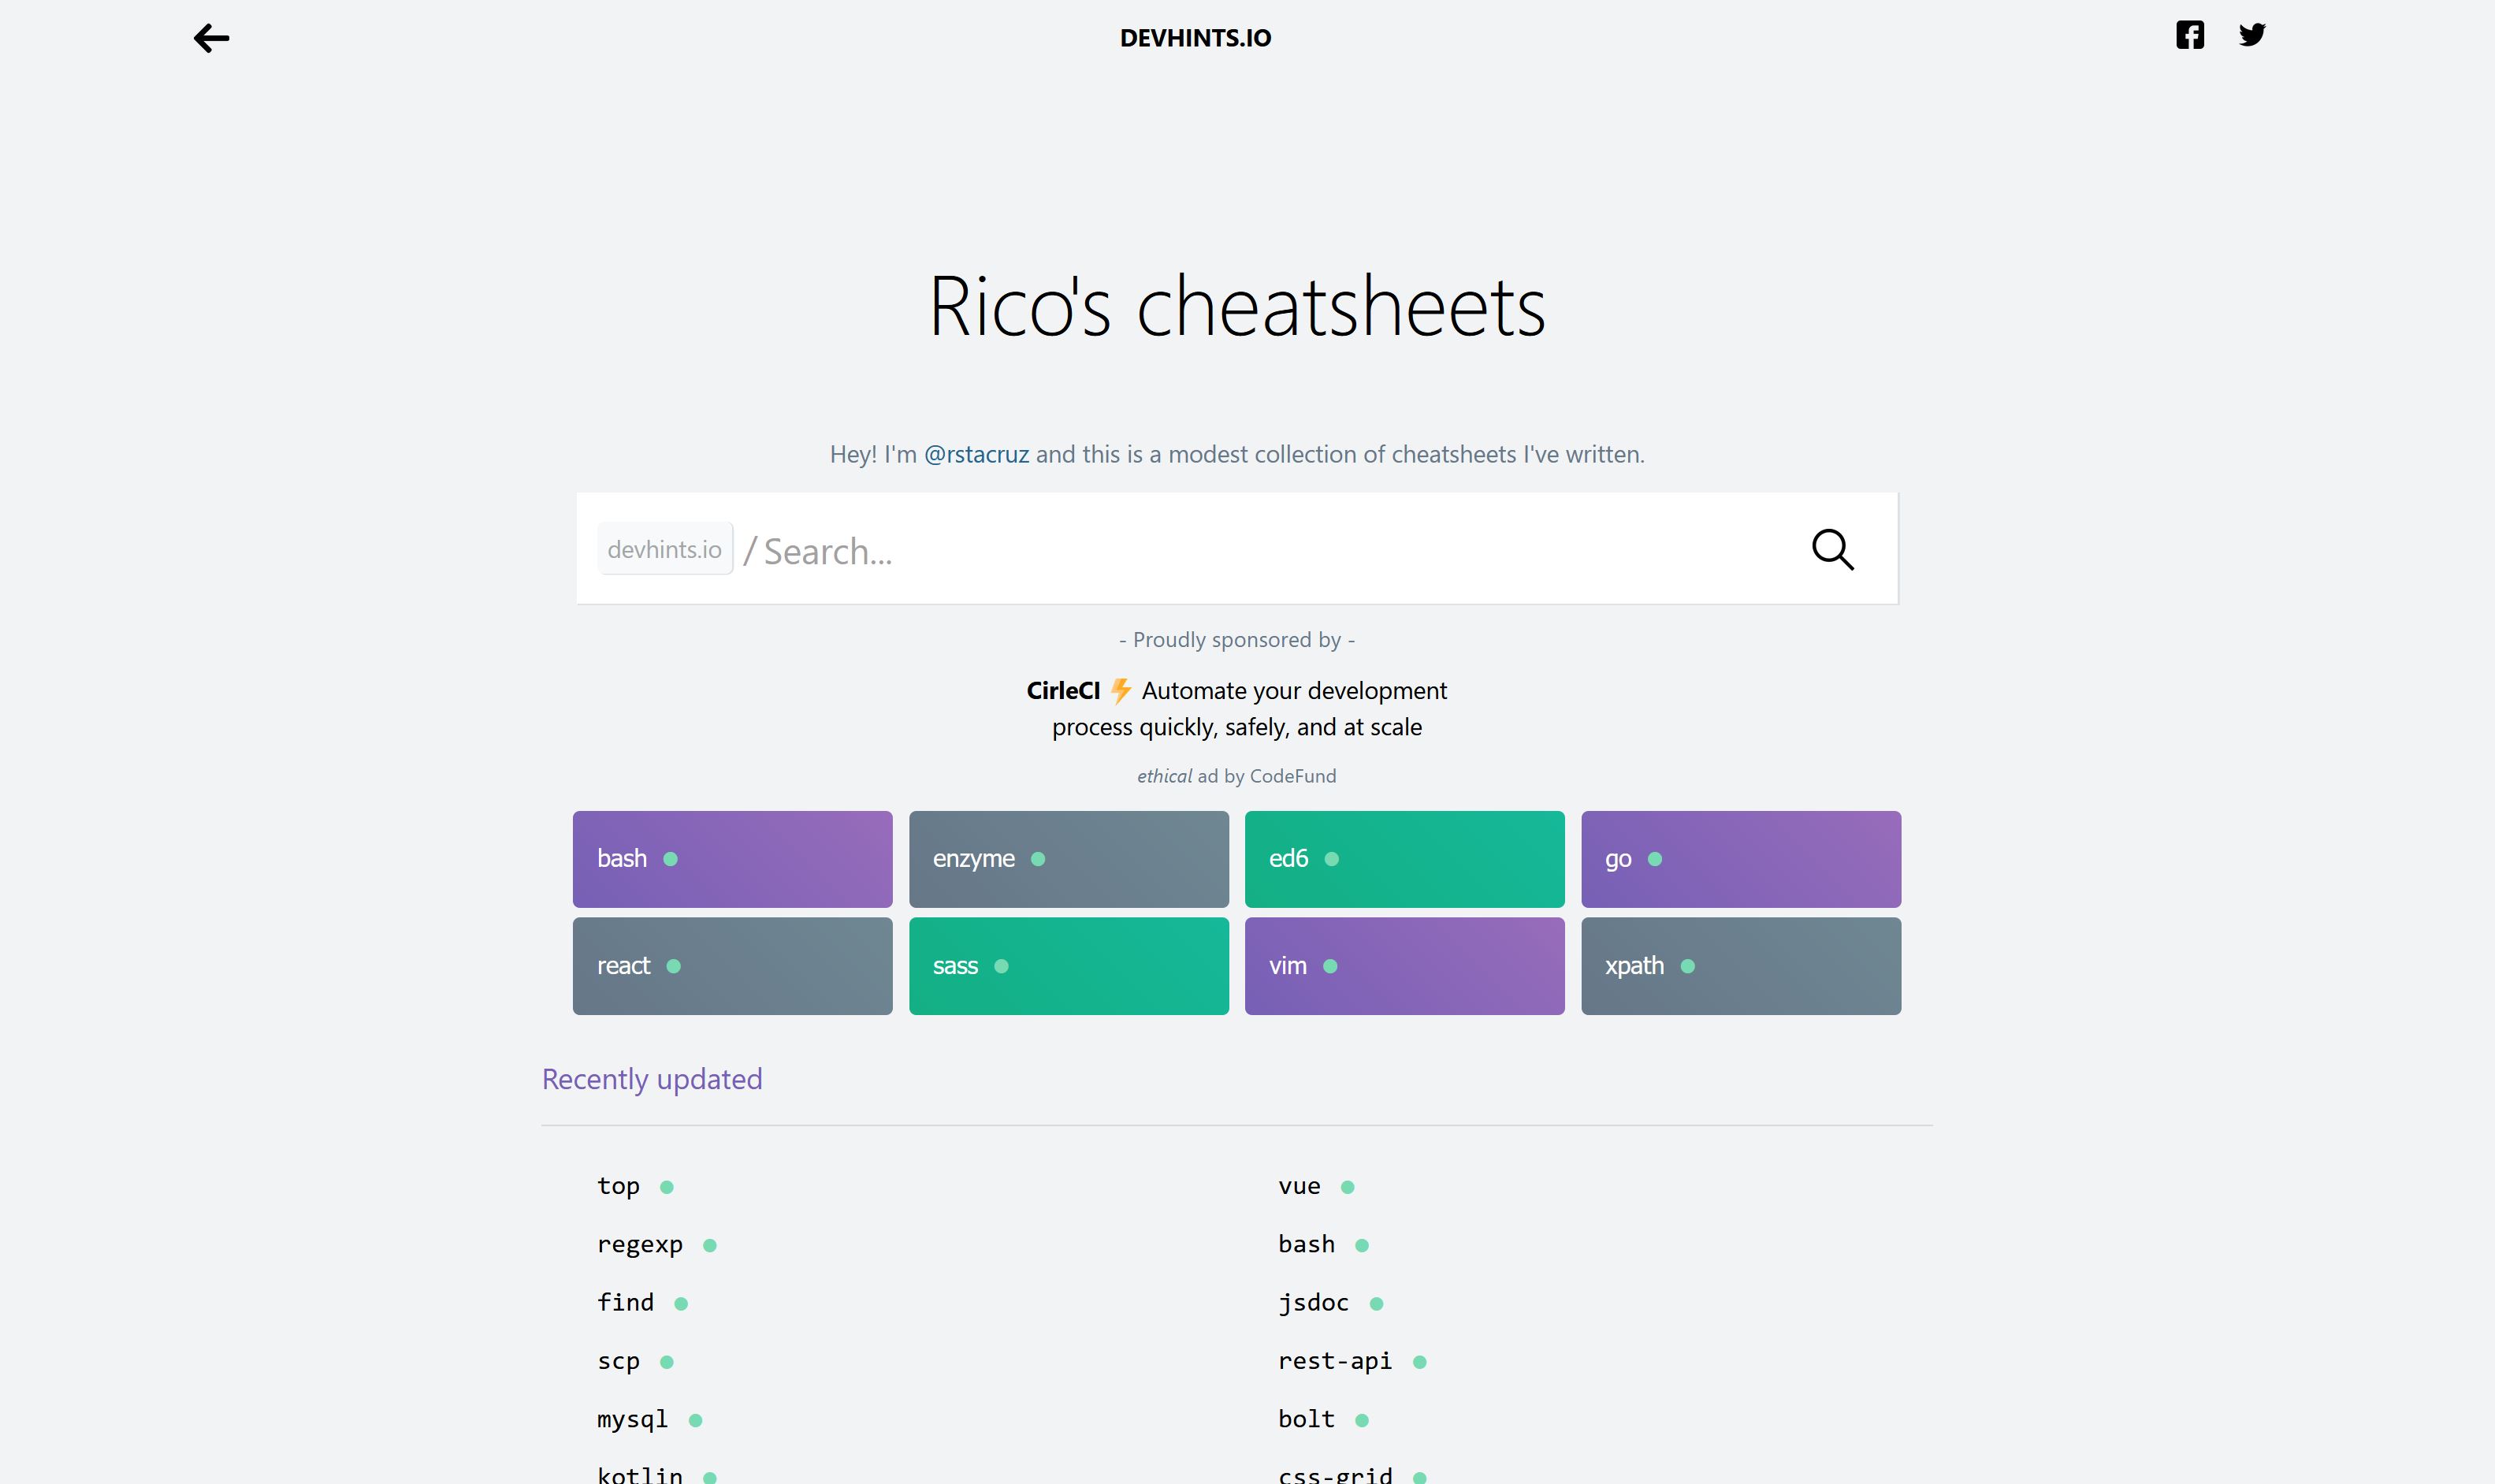 DEVHINTS.IO
Rico's cheatsheets
Hey! I'm @rstacruz and this is a modest collection of cheatsheets I've written.
devhints.io / Search...
- Proudly sponsored by -
CirleCI ⚡ Automate your development
process quickly, safely, and at scale
ethical ad by CodeFund
bash enzyme ed6 go
react sass vim xpath
Recently updated
top vue
regexp bash
find jsdoc
scp rest-api
mysql bolt
kotlin css-grid